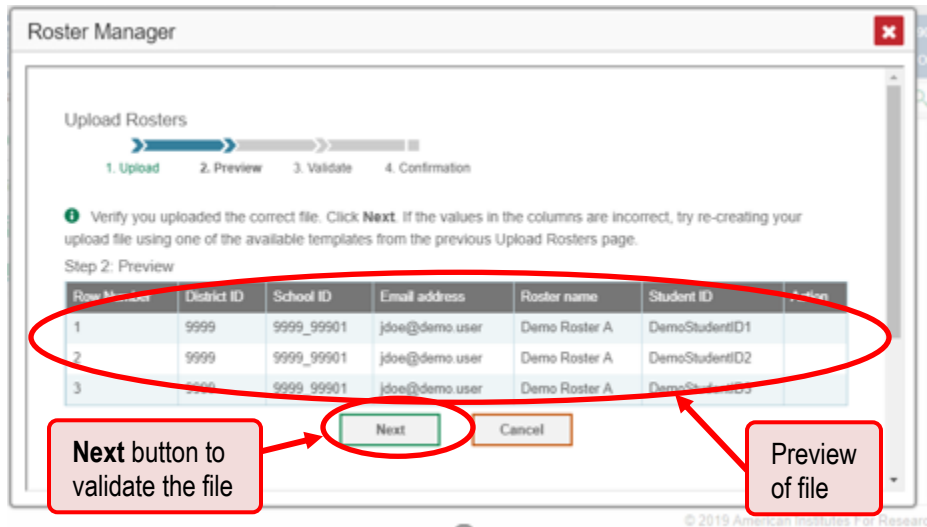 Roster Manager
Upload Rosters
1. Upload 2. Preview 3. Validate 4. Confirmation
Verify you uploaded the correct file. Click Next. If the values in the columns are incorrect, try re-creating your
upload file using one of the available templates from the previous Upload Rosters page.
Step 2: Preview
Row Number District ID School ID Email address Roster name Student ID Action
1 9999 9999_99901 jdoe@demo.user Demo Roster A DemoStudentID1
2 9999 9999_99901 jdoe@demo.user Demo Roster A DemoStudentID2
3 9999 9999_99901 jdoe@demo.user Demo Roster A DemoStudentID3
Next Cancel
Next button to
validate the file
Preview
of file
© 2019 American Institutes For Resear